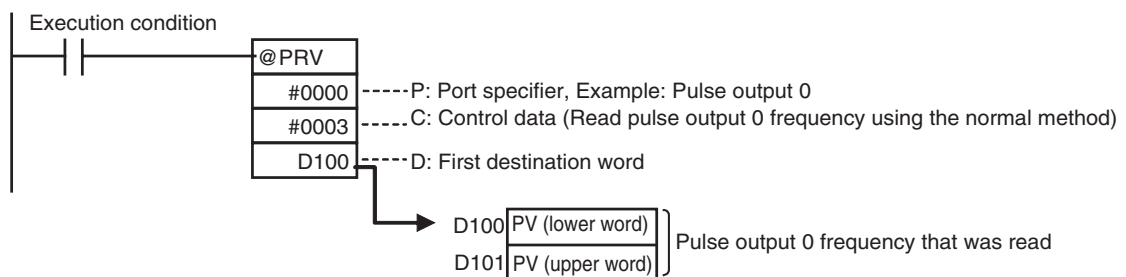 Execution condition
@PRV
#0000 P: Port specifier, Example: Pulse output 0
#0003 C: Control data (Read pulse output 0 frequency using the normal method)
D100 D: First destination word
D100 PV (lower word)
Pulse output 0 frequency that was read
D101 PV (upper word)